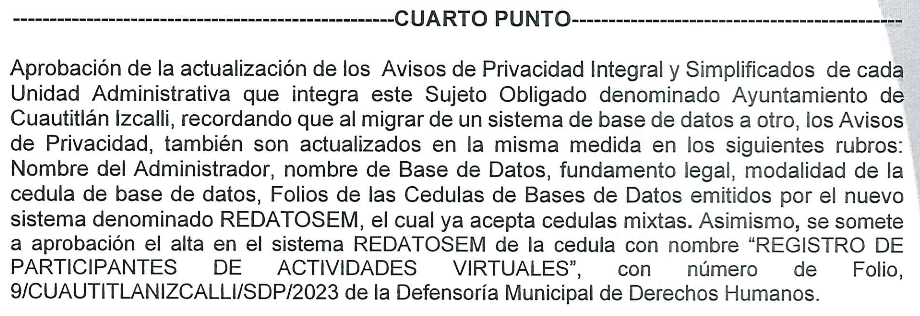 ---------------------------------------------------CUARTO PUNTO--------------------------------------------
Aprobación de la actualización de los Avisos de Privacidad Integral y Simplificados de cada
Unidad Administrativa que integra este Sujeto Obligado denominado Ayuntamiento de
Cuautitlán Izcalli, recordando que al migrar de un sistema de base de datos a otro, los Avisos
de Privacidad, también son actualizados en la misma medida en los siguientes rubros:
Nombre del Administrador, nombre de Base de Datos, fundamento legal, modalidad de la
cedula de base de datos, Folios de las Cedulas de Bases de Datos emitidos por el nuevo
sistema denominado REDATOSEM, el cual ya acepta cedulas mixtas. Asimismo, se somete
a aprobación el alta en el sistema REDATOSEM de la cedula con nombre “REGISTRO DE
PARTICIPANTES DE ACTIVIDADES VIRTUALES”, con número de Folio,
9/CUAUTITLANIZCALLI/SDP/2023 de la Defensoría Municipal de Derechos Humanos.